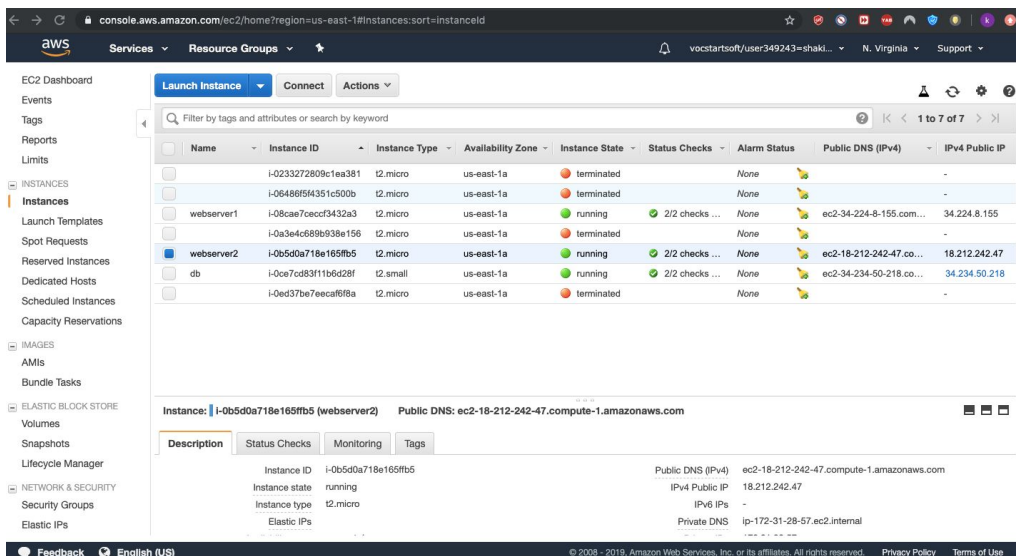 console.aws.amazon.com/ec2/home?region=us-east-1#Instances:sort=instanceId
aws Services Resource Groups vocstartsoft/user349243=shaki... N. Virginia Support
EC2 Dashboard
Events
Tags
Reports
Limits
INSTANCES
Instances
Launch Templates
Spot Requests
Reserved Instances
Dedicated Hosts
Scheduled Instances
Capacity Reservations
IMAGES
AMIs
Bundle Tasks
ELASTIC BLOCK STORE
Volumes
Snapshots
Lifecycle Manager
NETWORK & SECURITY
Security Groups
Elastic IPs
Launch Instance Connect Actions
Filter by tags and attributes or search by keyword 1 to 7 of 7
Name Instance ID Instance Type Availability Zone Instance State Status Checks Alarm Status Public DNS (IPv4) IPv4 Public IP
i-0233272809c1ea381 t2.micro us-east-1a terminated None -
i-06486f5f4351c500b t2.micro us-east-1a terminated None -
webserver1 i-08cae7ceccf3432a3 t2.micro us-east-1a running 2/2 checks ... None ec2-34-224-8-155.com... 34.224.8.155
i-0a3e4c689b938e156 t2.micro us-east-1a terminated None -
webserver2 i-0b5d0a718e165ffb5 t2.micro us-east-1a running 2/2 checks ... None ec2-18-212-242-47.co... 18.212.242.47
db i-0ce7cd83f11b6d28f t2.small us-east-1a running 2/2 checks ... None ec2-34-234-50-218.co... 34.234.50.218
i-0ed37be7eecaf6f8a t2.micro us-east-1a terminated None -
Instance: i-0b5d0a718e165ffb5 (webserver2) Public DNS: ec2-18-212-242-47.compute-1.amazonaws.com
Description Status Checks Monitoring Tags
Instance ID i-0b5d0a718e165ffb5 Public DNS (IPv4) ec2-18-212-242-47.compute-1.amazonaws.com
Instance state running IPv4 Public IP 18.212.242.47
Instance type t2.micro IPv6 IPs -
Elastic IPs Private DNS ip-172-31-28-57.ec2.internal
Feedback English (US) © 2008 - 2019, Amazon Web Services, Inc. or its affiliates. All rights reserved. Privacy Policy Terms of Use